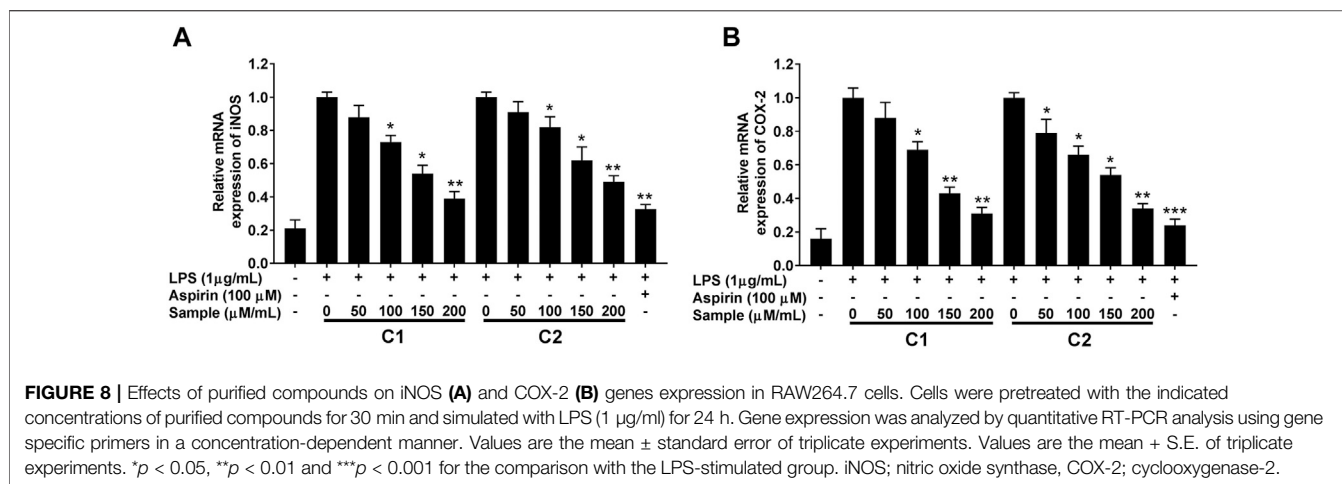 A
Relative mRNA
expression of iNOS
1.2
1.0
0.8
0.6
0.4
0.2
0.0
* * ** * * ** **
LPS (1µg/mL) - + + + + + + + + + + +
Aspirin (100 µM) - - - - - - - - - - - +
Sample (µM/mL) - 0 50 100 150 200 0 50 100 150 200 -
C1 C2
B
Relative mRNA
expression of COX-2
1.2
1.0
0.8
0.6
0.4
0.2
0.0
* ** ** * * * ** ***
LPS (1µg/mL) - + + + + + + + + + + +
Aspirin (100 µM) - - - - - - - - - - - +
Sample (µM/mL) - 0 50 100 150 200 0 50 100 150 200 -
C1 C2
FIGURE 8 | Effects of purified compounds on iNOS (A) and COX-2 (B) genes expression in RAW264.7 cells. Cells were pretreated with the indicated
concentrations of purified compounds for 30 min and simulated with LPS (1 µg/ml) for 24 h. Gene expression was analyzed by quantitative RT-PCR analysis using gene
specific primers in a concentration-dependent manner. Values are the mean ± standard error of triplicate experiments. Values are the mean + S.E. of triplicate
experiments. *p < 0.05, **p < 0.01 and ***p < 0.001 for the comparison with the LPS-stimulated group. iNOS; nitric oxide synthase, COX-2; cyclooxygenase-2.